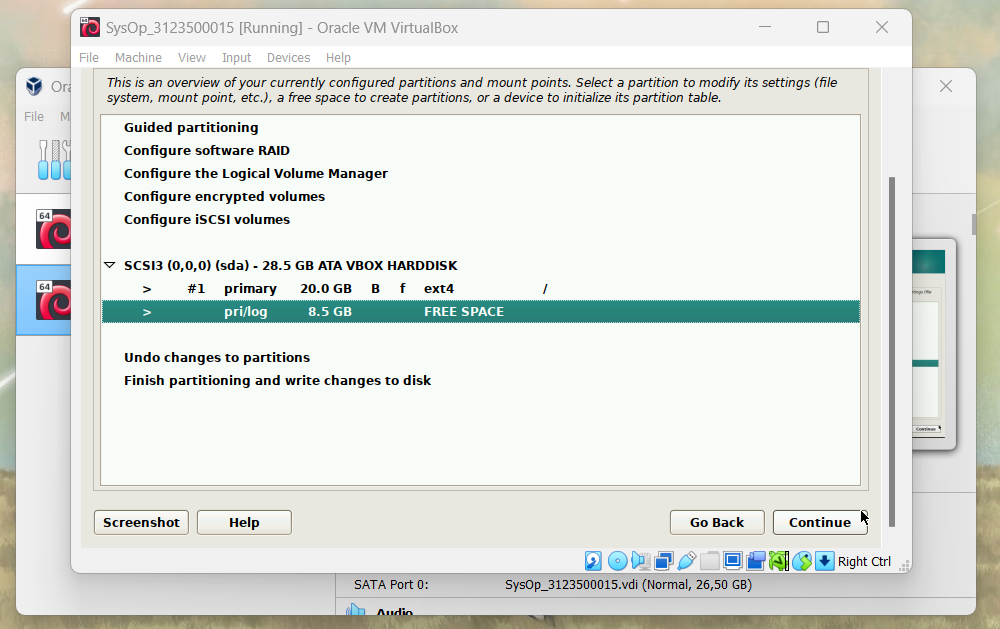 SysOp_3123500015 [Running] - Oracle VM VirtualBox
File Machine View Input Devices Help
Ora
File M
This is an overview of your currently configured partitions and mount points. Select a partition to modify its settings (file
system, mount point, etc.), a free space to create partitions, or a device to initialize its partition table.
Guided partitioning
Configure software RAID
Configure the Logical Volume Manager
Configure encrypted volumes
Configure iSCSI volumes
64
SCSI3 (0,0,0) (sda) - 28.5 GB ATA VBOX HARDDISK
> #1 primary 20.0 GB B f ext4 /
64
> pri/log 8.5 GB FREE SPACE
Undo changes to partitions
Finish partitioning and write changes to disk
Continue
Screenshot Help Go Back Continue
Right Ctrl
SATA Port 0: SysOp_3123500015.vdi (Normal, 26,50 GB)
Audio